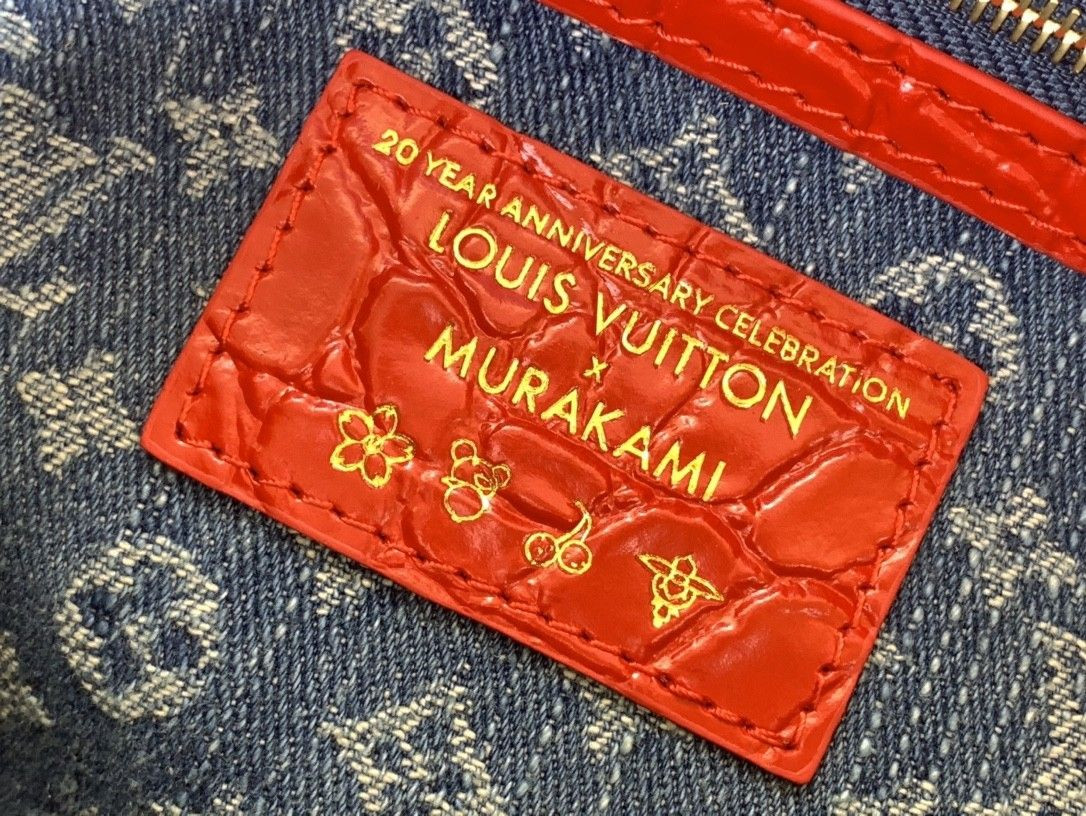 20 YEAR ANNIVERSARY CELEBRATION
LOUIS VUITTON
x
MURAKAMI